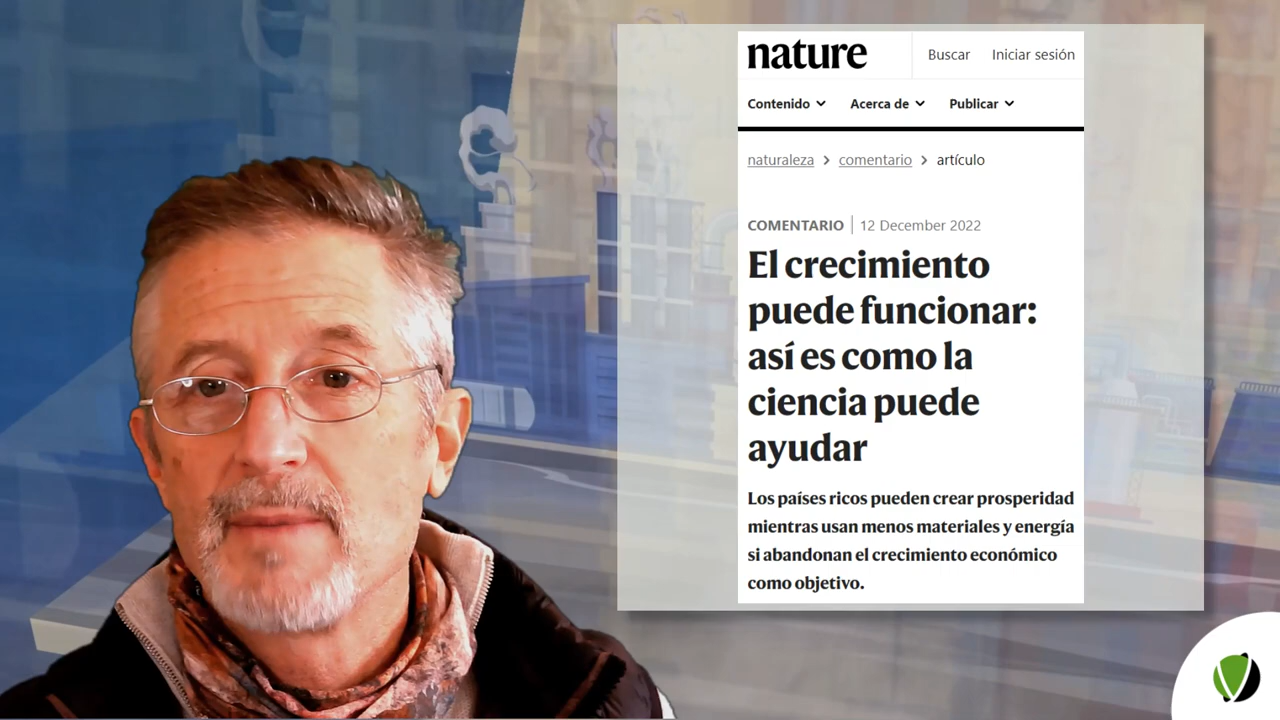 nature
Buscar Iniciar sesión
Contenido Acerca de Publicar
naturaleza > comentario > artículo
COMENTARIO | 12 December 2022
El crecimiento
puede funcionar:
así es como la
ciencia puede
ayudar
Los países ricos pueden crear prosperidad
mientras usan menos materiales y energía
si abandonan el crecimiento económico
como objetivo.